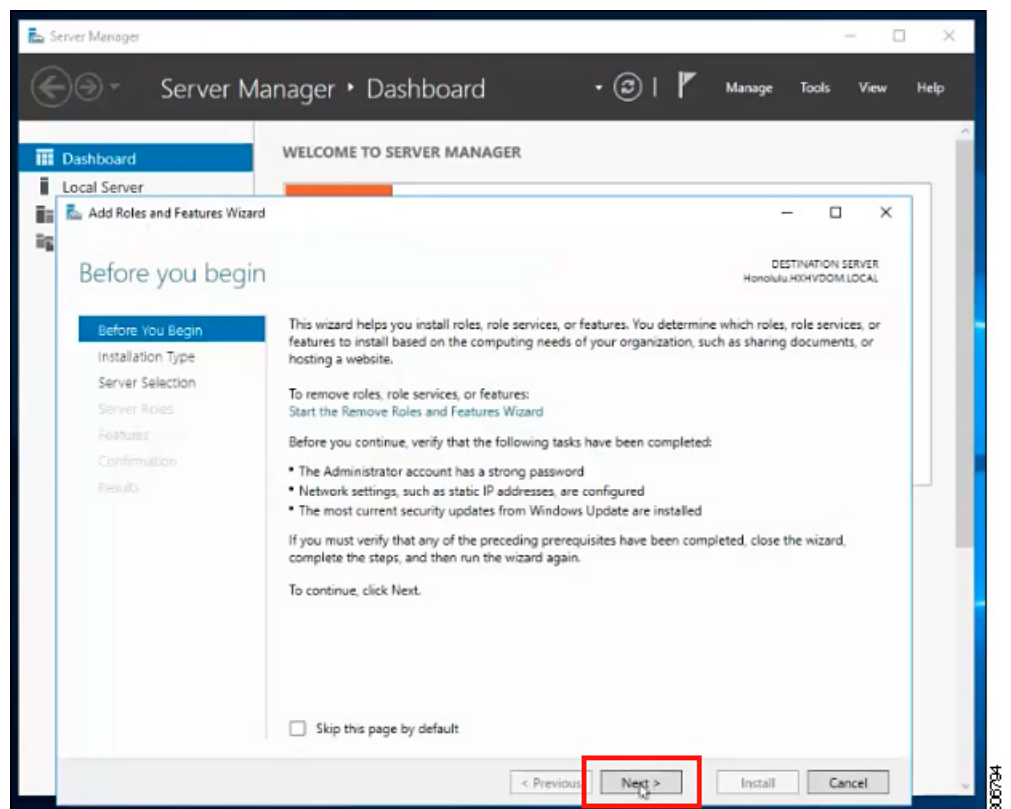 Server Manager
Server Manager • Dashboard
Manage
Tools
View
Help
Dashboard
Local Server
WELCOME TO SERVER MANAGER
Add Roles and Features Wizard
Before you begin
DESTINATION SERVER
Honolulu.HXHVDOM.LOCAL
Before You Begin
Installation Type
Server Selection
Server Roles
Features
Confirmation
Results
This wizard helps you install roles, role services, or features. You determine which roles, role services, or
features to install based on the computing needs of your organization, such as sharing documents, or
hosting a website.
To remove roles, role services, or features:
Start the Remove Roles and Features Wizard
Before you continue, verify that the following tasks have been completed:
• The Administrator account has a strong password
• Network settings, such as static IP addresses, are configured
• The most current security updates from Windows Update are installed
If you must verify that any of the preceding prerequisites have been completed, close the wizard,
complete the steps, and then run the wizard again.
To continue, click Next.
Skip this page by default
< Previous
Next >
Install
Cancel
306794